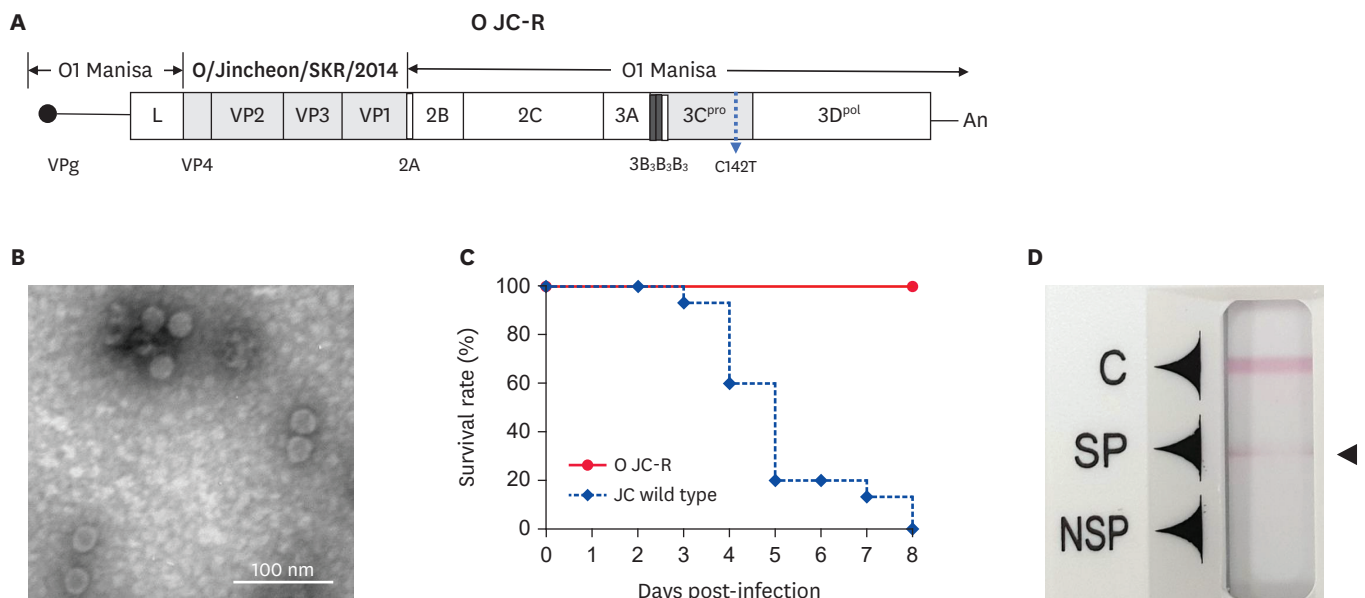 A
O JC-R
O1 Manisa
O/Jincheon/SKR/2014
O1 Manisa
L
VP2
VP3
VP1
2B
2C
3A
3Cpro
3Dpol
An
VPg
VP4
2A
3B₃B₃B₃
C142T
B
100 nm
C
Survival rate (%)
100
80
60
40
20
0
O JC-R
JC wild type
0 1 2 3 4 5 6 7 8
Days post-infection
D
C
SP
NSP